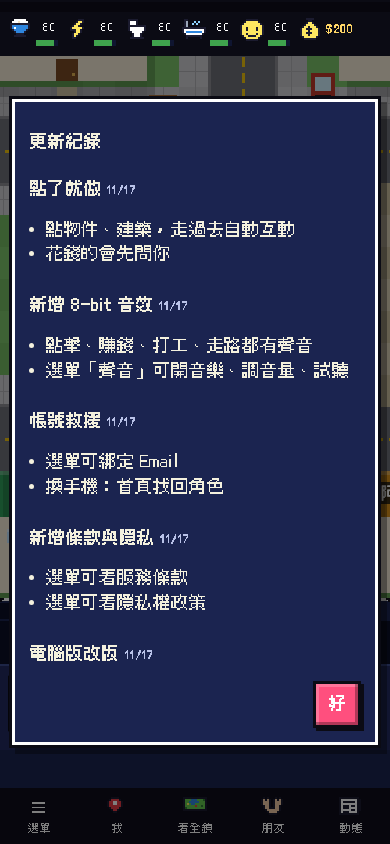 80 80 80 80 80 $200
更新紀錄
點了就做 11/17
• 點物件、建築，走過去自動互動
• 花錢的會先問你
新增 8-bit 音效 11/17
• 點擊、賺錢、打工、走路都有聲音
• 選單「聲音」可開音樂、調音量、試聽
帳號救援 11/17
• 選單可綁定 Email
• 換手機：首頁找回角色
新增條款與隱私 11/17
• 選單可看服務條款
• 選單可看隱私權政策
電腦版改版 11/17
好
選單 我 看全鎮 朋友 動態